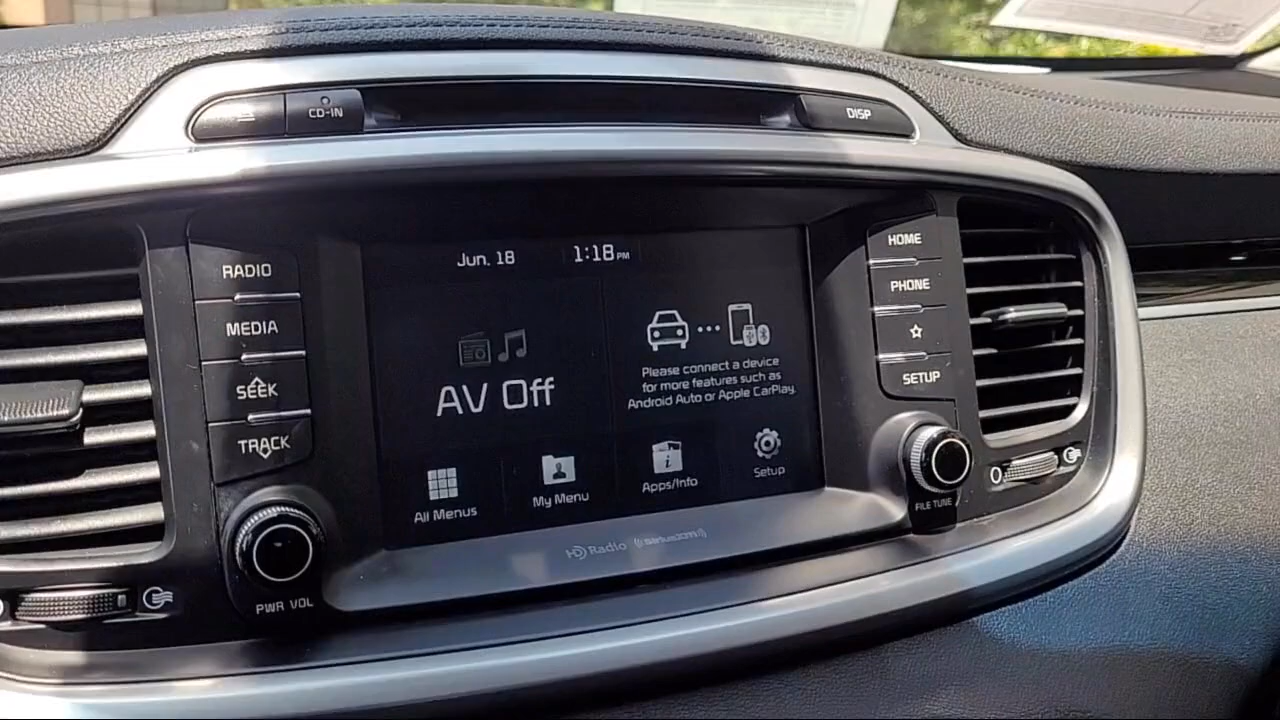 CD-IN
DISP
RADIO
MEDIA
SEEK
TRACK
PWR VOL
Jun. 18
1:18 PM
AV Off
Please connect a device
for more features such as
Android Auto or Apple CarPlay.
All Menus
My Menu
Apps/Info
Setup
HD Radio
((SiriusXM))
HOME
PHONE
SETUP
FILE TUNE
0